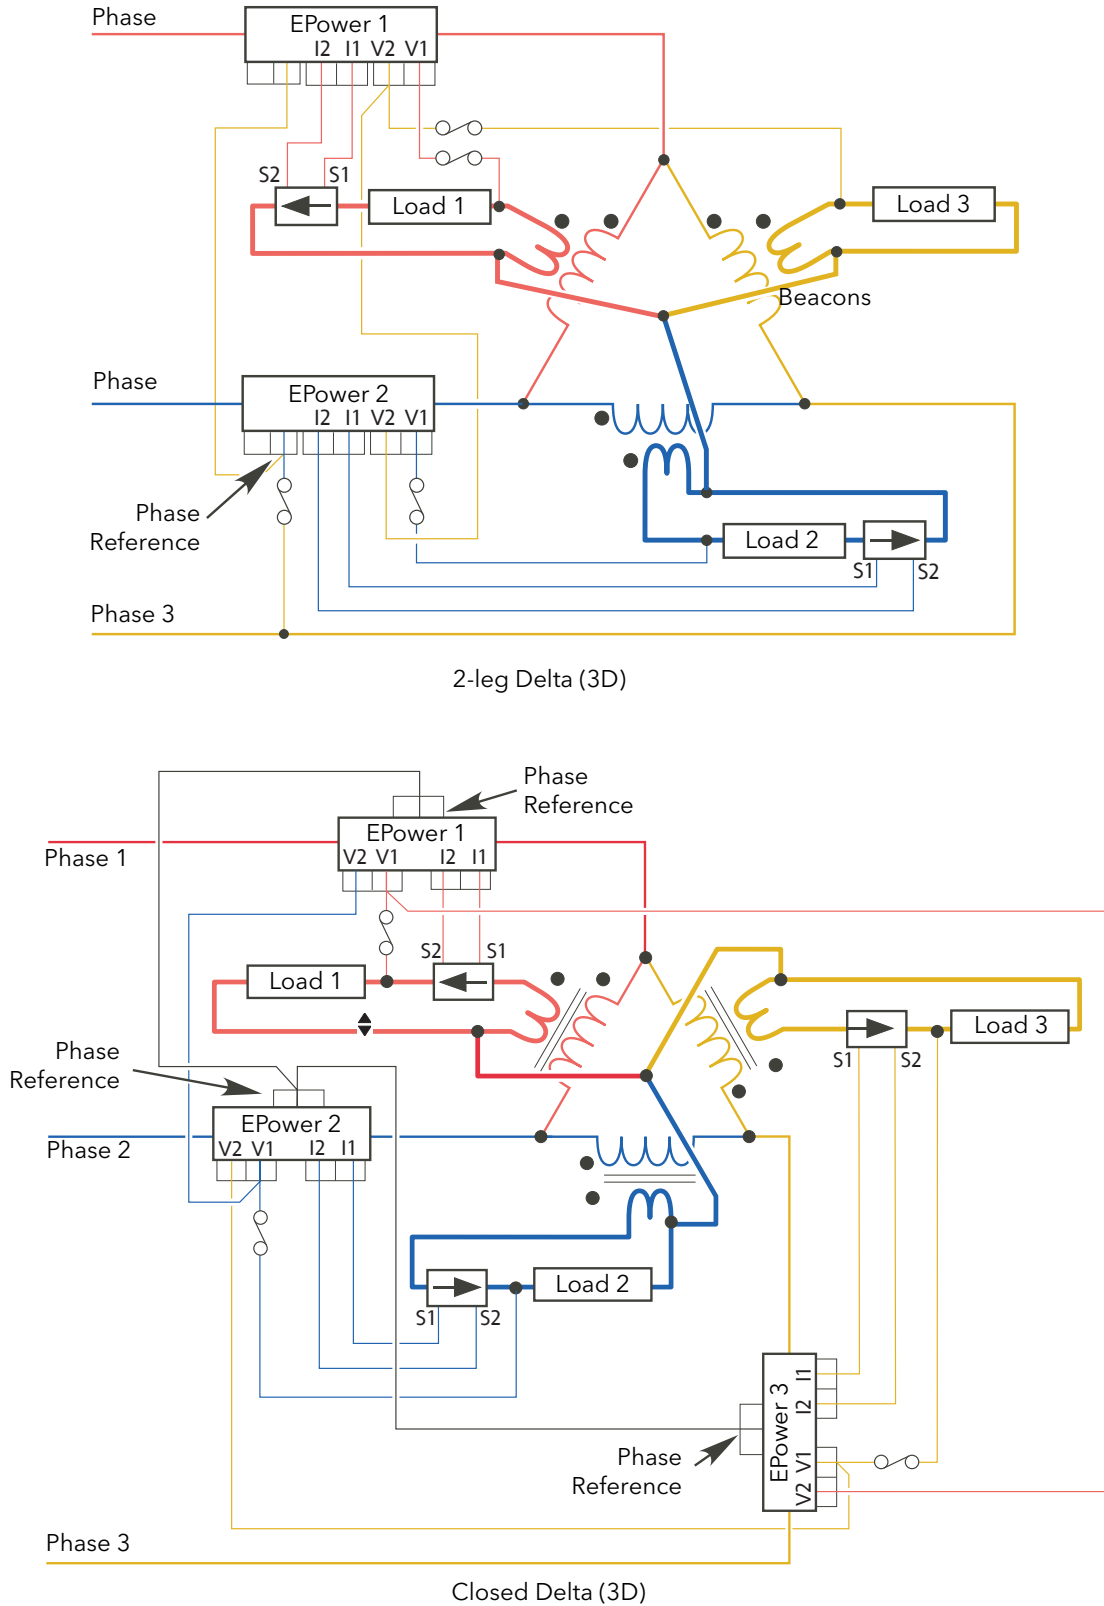 Phase
EPower 1
I2 I1 V2 V1
S2 S1
Load 1
Load 3
Beacons
Phase
EPower 2
I2 I1 V2 V1
Phase
Reference
Load 2
S1 S2
Phase 3
2-leg Delta (3D)
Phase
Reference
EPower 1
V2 V1 I2 I1
Phase 1
S2 S1
Load 1
Load 3
S1 S2
Phase
Reference
EPower 2
V2 V1 I2 I1
Phase 2
Load 2
S1 S2
EPower 3
I1
I2
V1
V2
Phase
Reference
Phase 3
Closed Delta (3D)